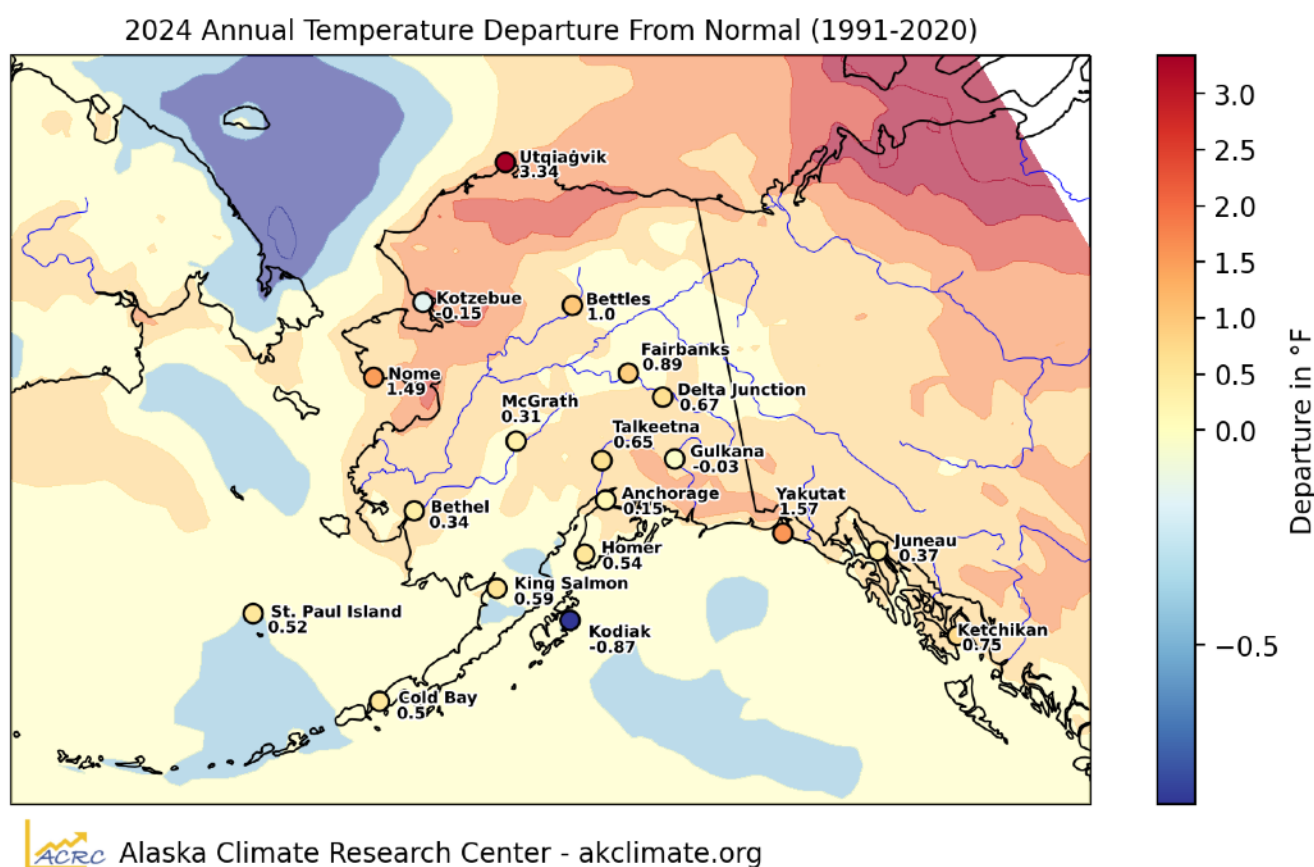 2024 Annual Temperature Departure From Normal (1991-2020)
Utqiaġvik
3.34
Kotzebue
-0.15
Bettles
1.0
Fairbanks
0.89
Nome
1.49
Delta Junction
0.67
McGrath
0.31
Talkeetna
0.65
Gulkana
-0.03
Anchorage
0.15
Yakutat
1.57
Bethel
0.34
Juneau
0.37
Homer
0.54
King Salmon
0.59
St. Paul Island
0.52
Kodiak
-0.87
Ketchikan
0.75
Cold Bay
0.5
3.0
2.5
2.0
1.5
1.0
0.5
0.0
−0.5
Departure in °F
ACRC
Alaska Climate Research Center - akclimate.org